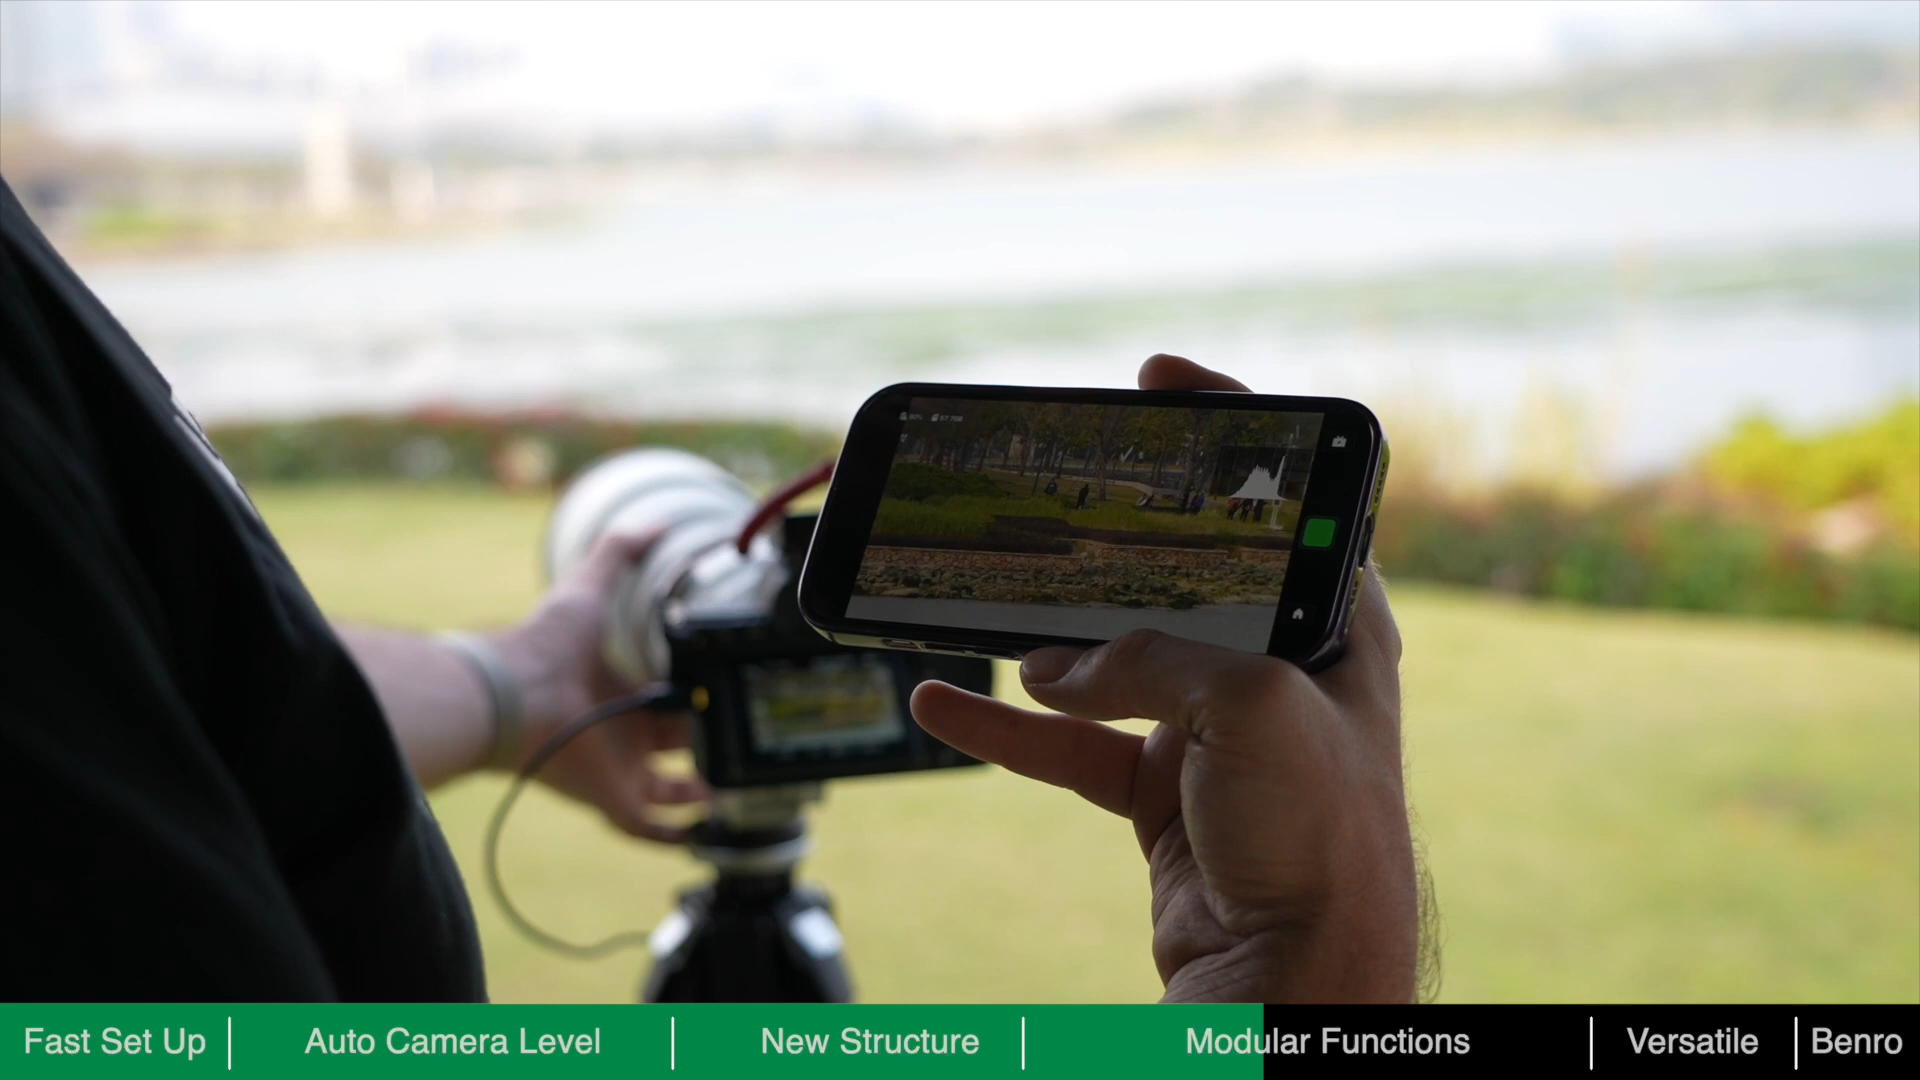 Fast Set Up
Auto Camera Level
New Structure
Modular Functions
Versatile
Benro